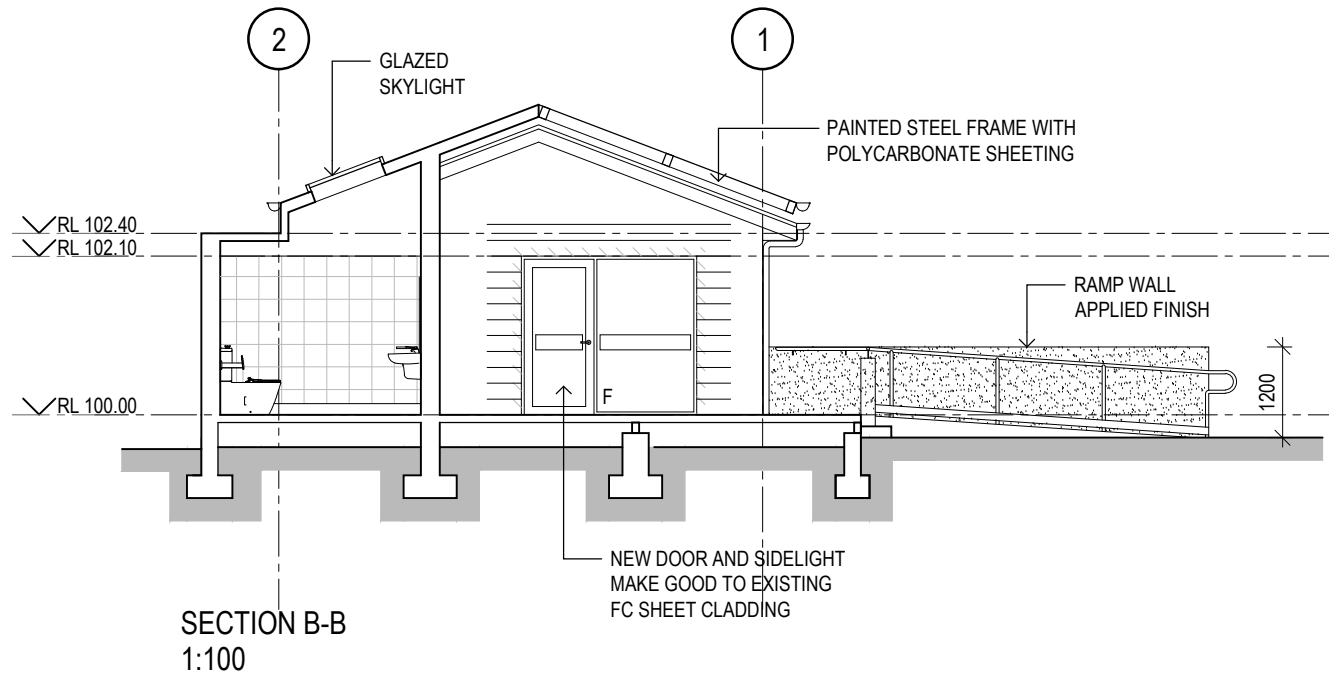 2
1
GLAZED
SKYLIGHT
PAINTED STEEL FRAME WITH
POLYCARBONATE SHEETING
RL 102.40
RL 102.10
RAMP WALL
APPLIED FINISH
F
1200
RL 100.00
NEW DOOR AND SIDELIGHT
MAKE GOOD TO EXISTING
FC SHEET CLADDING
SECTION B-B
1:100